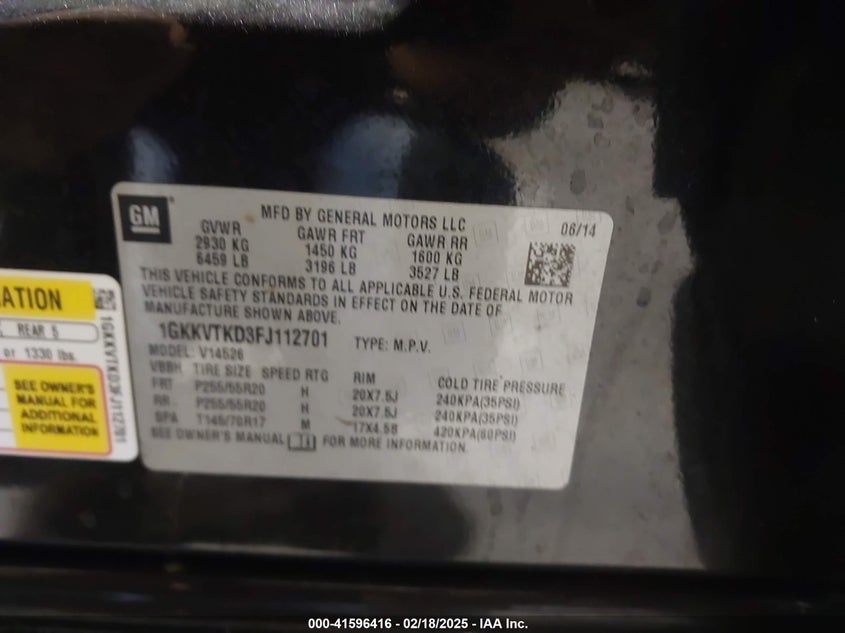 GM
MFD BY GENERAL MOTORS LLC
06/14
GVWR GAWR FRT GAWR RR
2930 KG 1450 KG 1600 KG
6459 LB 3196 LB 3527 LB
THIS VEHICLE CONFORMS TO ALL APPLICABLE U.S. FEDERAL MOTOR
VEHICLE SAFETY STANDARDS IN EFFECT ON THE DATE OF
MANUFACTURE SHOWN ABOVE.
1GKKVTKD3FJ112701 TYPE: M.P.V.
MODEL: V14526
VBBH TIRE SIZE SPEED RTG RIM COLD TIRE PRESSURE
FRT P255/55R20 H 20X7.5J 240KPA(35PSI)
RR P255/55R20 H 20X7.5J 240KPA(35PSI)
SPA T145/70R17 M 17X4.5B 420KPA(60PSI)
SEE OWNER'S MANUAL FOR MORE INFORMATION.
ATION
REAR 5
or 1330 lbs.
SEE OWNER'S
MANUAL FOR
ADDITIONAL
INFORMATION
1GKKVTKD3FJ112701
000-41596416 - 02/18/2025 - IAA Inc.